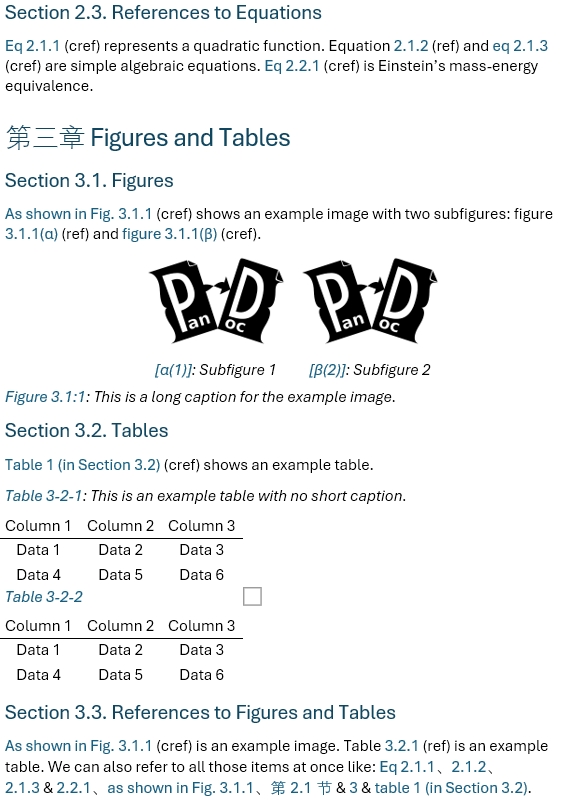 Section 2.3. References to Equations
Eq 2.1.1 (cref) represents a quadratic function. Equation 2.1.2 (ref) and eq 2.1.3
(cref) are simple algebraic equations. Eq 2.2.1 (cref) is Einstein’s mass-energy
equivalence.
第三章 Figures and Tables
Section 3.1. Figures
As shown in Fig. 3.1.1 (cref) shows an example image with two subfigures: figure
3.1.1(α) (ref) and figure 3.1.1(β) (cref).
Pan Doc Pan Doc
[α(1)]: Subfigure 1 [β(2)]: Subfigure 2
Figure 3.1:1: This is a long caption for the example image.
Section 3.2. Tables
Table 1 (in Section 3.2) (cref) shows an example table.
Table 3-2-1: This is an example table with no short caption.
Column 1 Column 2 Column 3
Data 1 Data 2 Data 3
Data 4 Data 5 Data 6
Table 3-2-2
Column 1 Column 2 Column 3
Data 1 Data 2 Data 3
Data 4 Data 5 Data 6
Section 3.3. References to Figures and Tables
As shown in Fig. 3.1.1 (cref) is an example image. Table 3.2.1 (ref) is an example
table. We can also refer to all those items at once like: Eq 2.1.1、2.1.2、
2.1.3 & 2.2.1、as shown in Fig. 3.1.1、第 2.1 节 & 3 & table 1 (in Section 3.2).